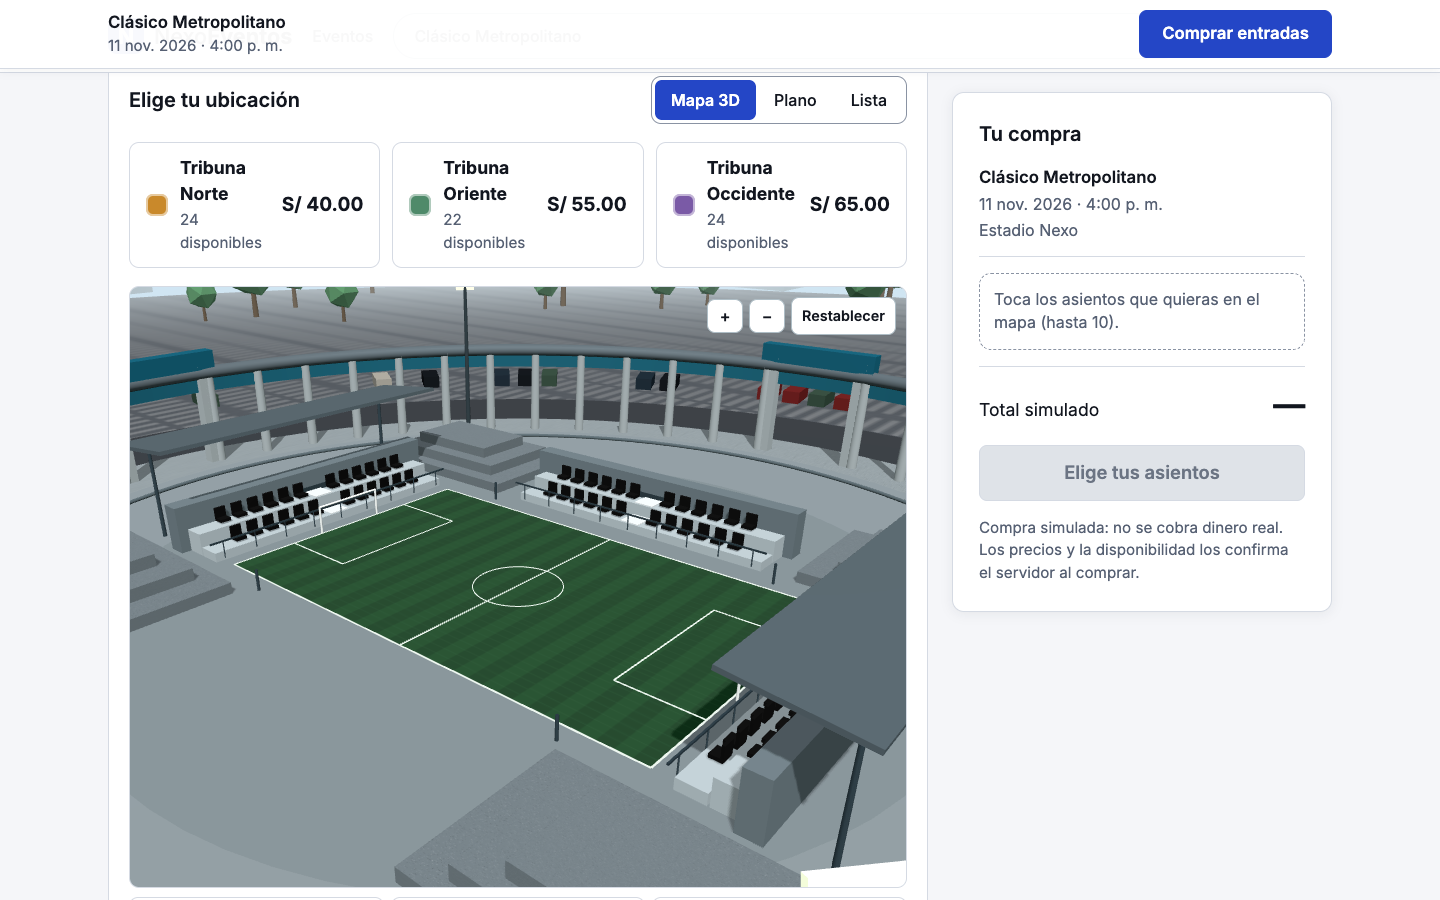 Clásico Metropolitano
11 nov. 2026 · 4:00 p. m.
Eventos
Clásico Metropolitano
Comprar entradas
Elige tu ubicación
Mapa 3D
Plano
Lista
Tribuna
Norte
24
disponibles
S/ 40.00
Tribuna
Oriente
22
disponibles
S/ 55.00
Tribuna
Occidente
24
disponibles
S/ 65.00
+
−
Restablecer
Tu compra
Clásico Metropolitano
11 nov. 2026 · 4:00 p. m.
Estadio Nexo
Toca los asientos que quieras en el
mapa (hasta 10).
Total simulado
—
Elige tus asientos
Compra simulada: no se cobra dinero real.
Los precios y la disponibilidad los confirma
el servidor al comprar.